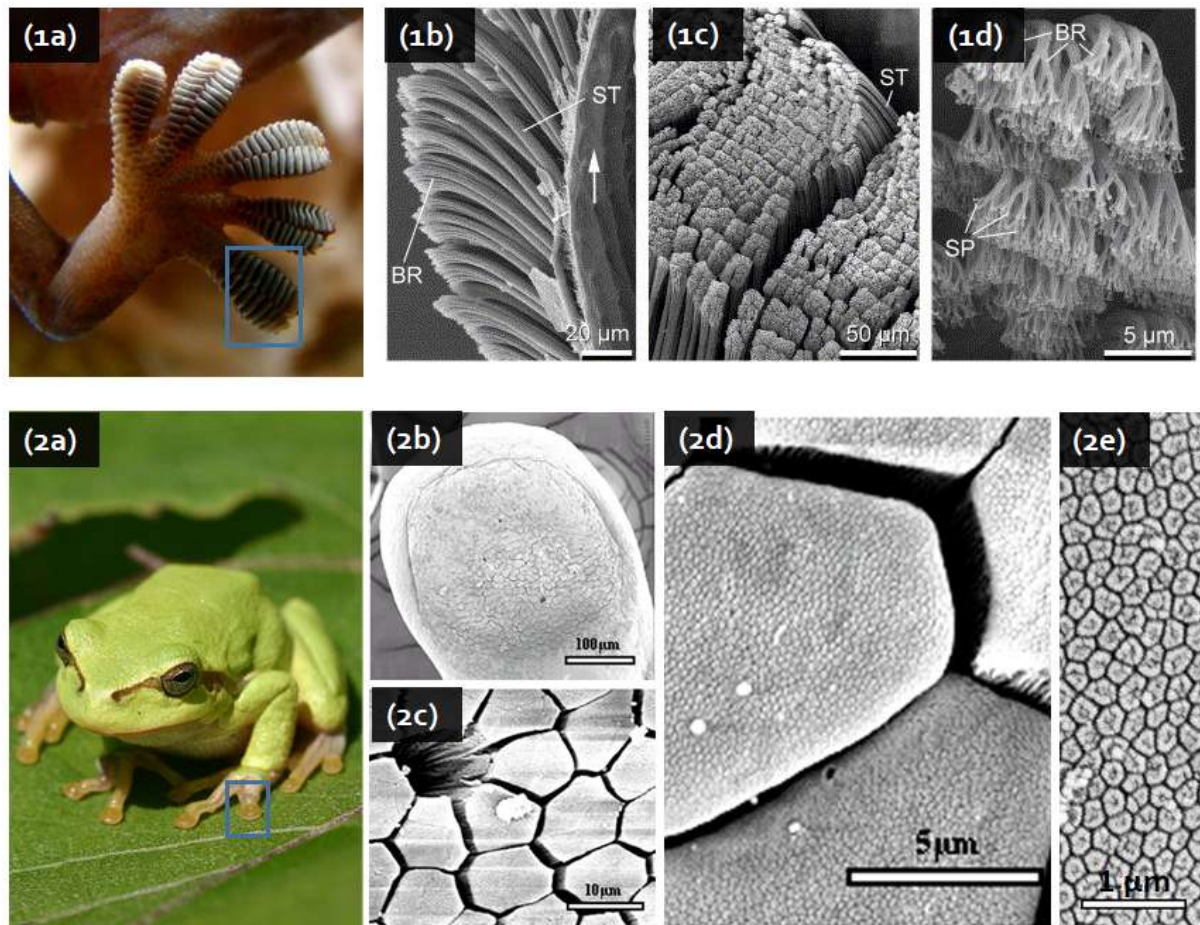 (1a)
(1b)
ST
BR
20 µm
(1c)
ST
50 µm
(1d)
BR
SP
5 µm
(2a)
(2b)
100µm
(2c)
10µm
(2d)
5µm
(2e)
1 µm